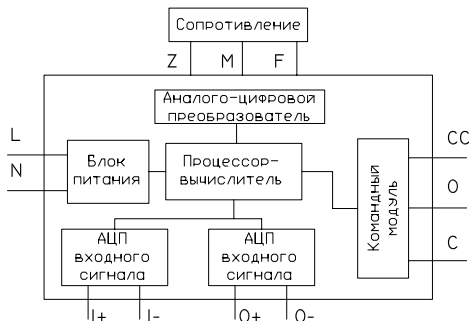 Сопротивление
Z M F
Аналого-цифровой
преобразователь
L
N
Блок
питания
Процессор-
вычислитель
Командный
модуль
CC
O
C
АЦП
входного
сигнала
АЦП
входного
сигнала
I+ I- O+ O-